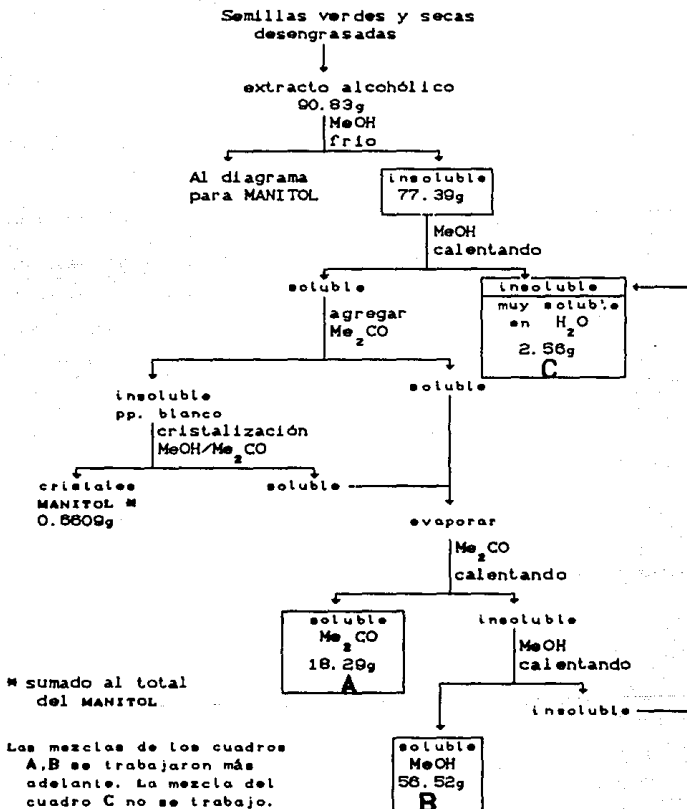 Semillas verdes y secas
desengrasadas
extracto alcohólico
90.83g
MeOH
frío
Al diagrama
para MANITOL
insoluble
77.39g
MeOH
calentando
soluble
insoluble
muy soluble
en H₂O
2.56g
C
agregar
Me₂CO
insoluble
pp. blanco
soluble
cristalización
MeOH/Me₂CO
cristales
MANITOL *
0.6609g
soluble
evaporar
Me₂CO
calentando
soluble
Me₂CO
18.29g
A
insoluble
MeOH
calentando
insoluble
soluble
MeOH
56.52g
B
* sumado al total
del MANITOL
Las mezclas de los cuadros
A,B se trabajaron más
adelante. La mezcla del
cuadro C no se trabajo.